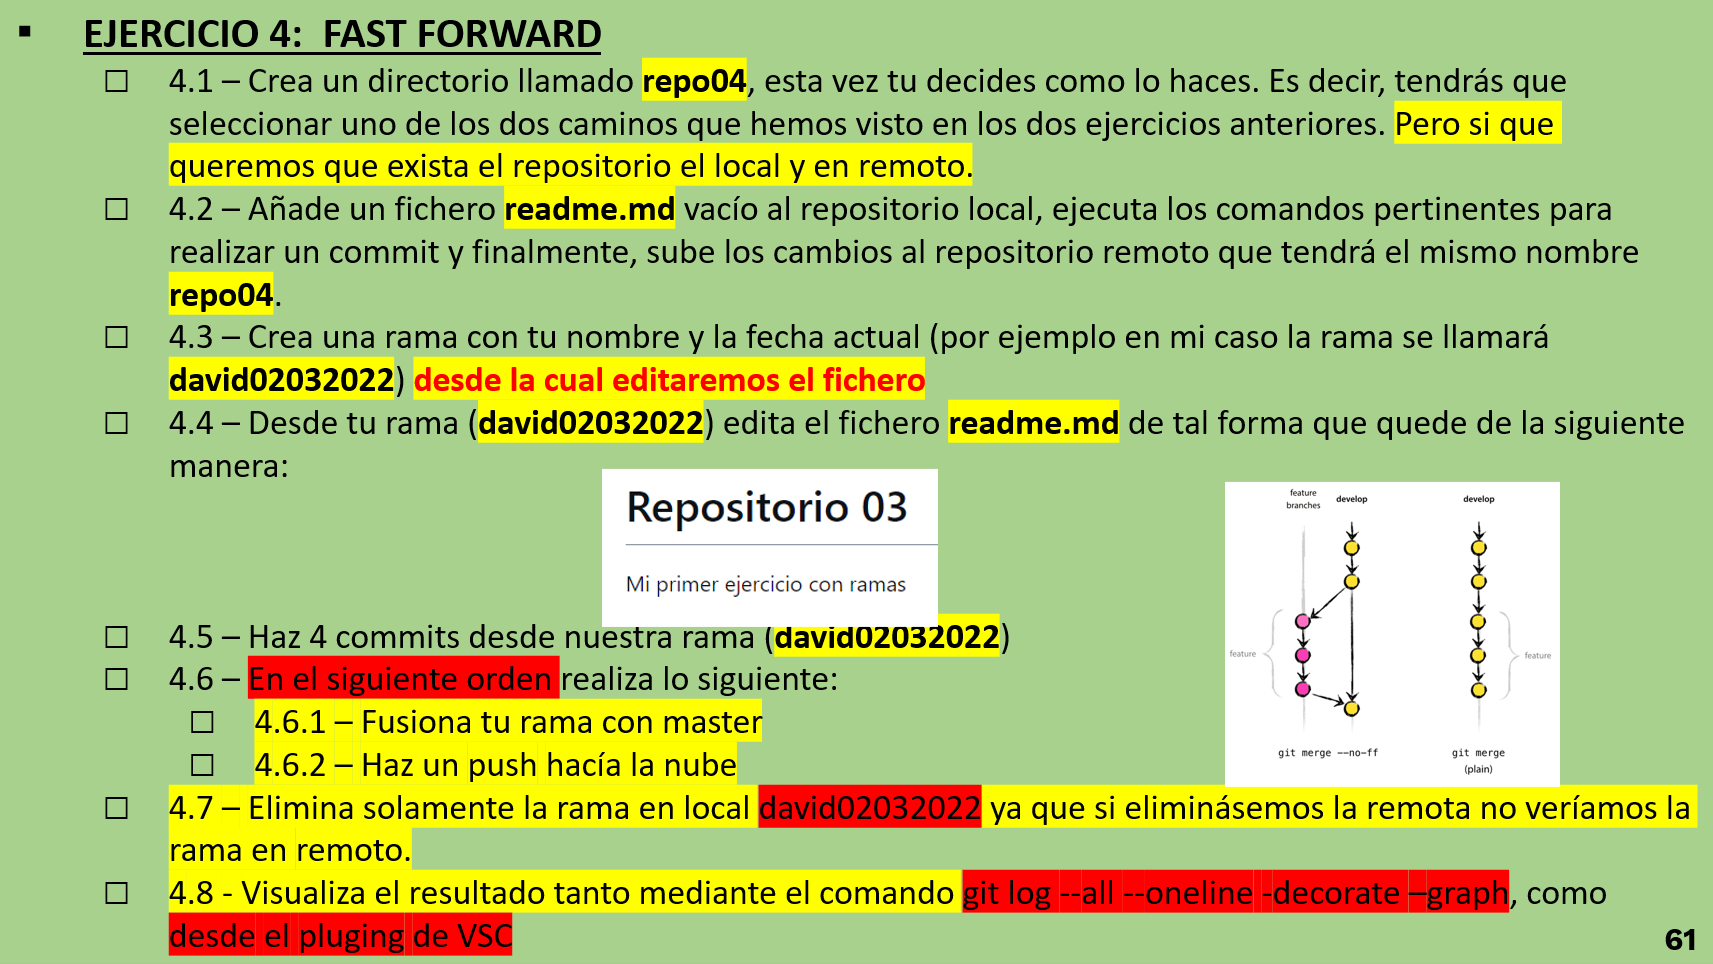 EJERCICIO 4: FAST FORWARD
4.1 – Crea un directorio llamado repo04, esta vez tu decides como lo haces. Es decir, tendrás que
seleccionar uno de los dos caminos que hemos visto en los dos ejercicios anteriores. Pero si que
queremos que exista el repositorio el local y en remoto.
4.2 – Añade un fichero readme.md vacío al repositorio local, ejecuta los comandos pertinentes para
realizar un commit y finalmente, sube los cambios al repositorio remoto que tendrá el mismo nombre
repo04.
4.3 – Crea una rama con tu nombre y la fecha actual (por ejemplo en mi caso la rama se llamará
david02032022) desde la cual editaremos el fichero
4.4 – Desde tu rama (david02032022) edita el fichero readme.md de tal forma que quede de la siguiente
manera:
Repositorio 03
Mi primer ejercicio con ramas
feature
branches
develop
develop
feature
feature
git merge --no-ff
git merge
(plain)
4.5 – Haz 4 commits desde nuestra rama (david02032022)
4.6 – En el siguiente orden realiza lo siguiente:
4.6.1 – Fusiona tu rama con master
4.6.2 – Haz un push hacía la nube
4.7 – Elimina solamente la rama en local david02032022 ya que si eliminásemos la remota no veríamos la
rama en remoto.
4.8 - Visualiza el resultado tanto mediante el comando git log --all --oneline -decorate –graph, como
desde el pluging de VSC
61